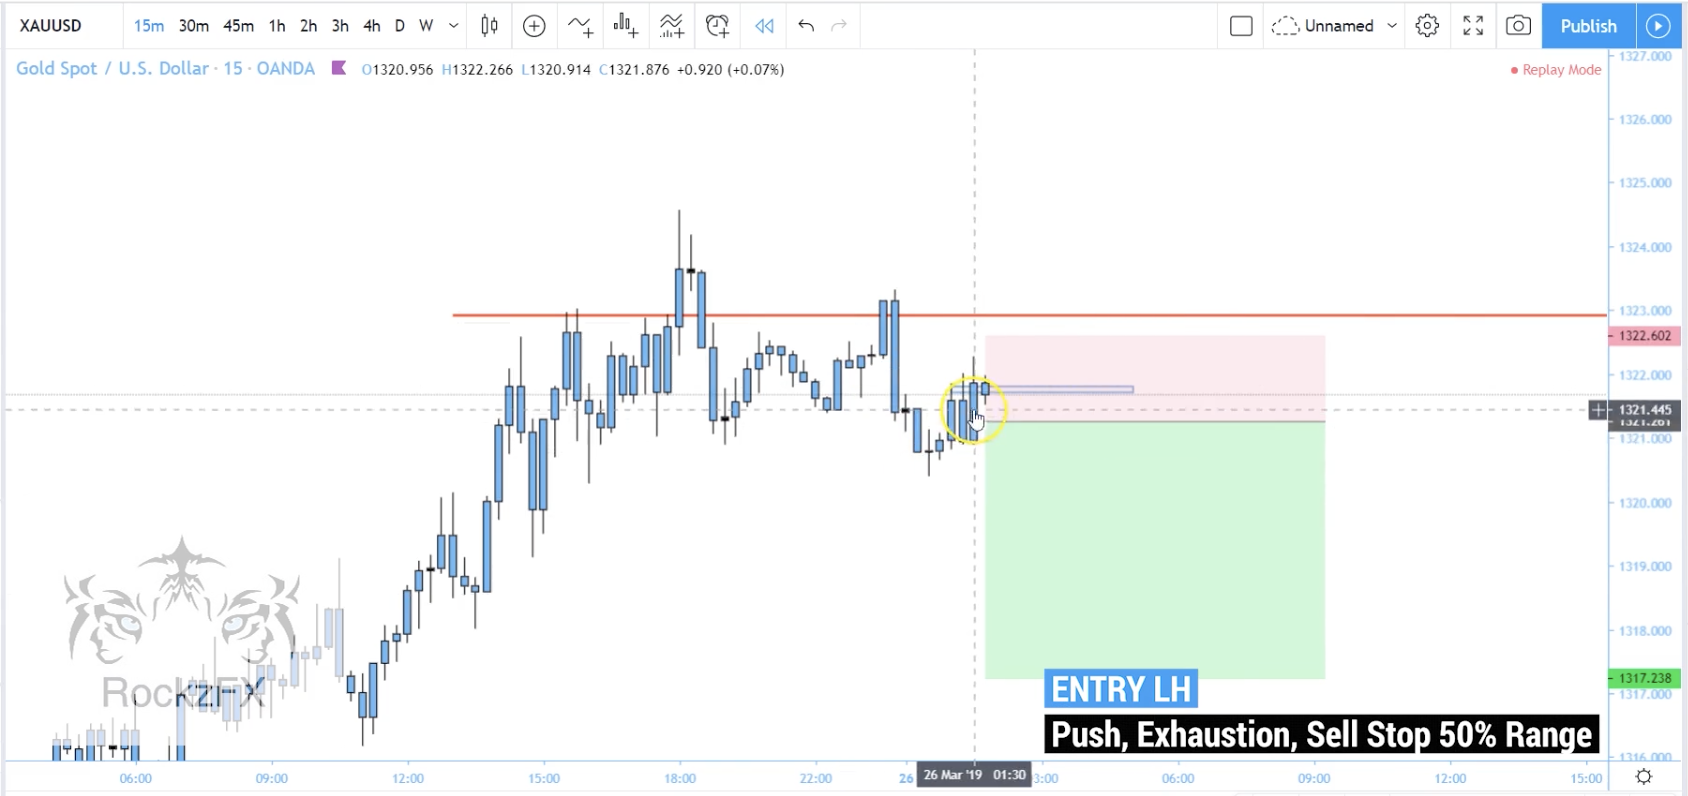 XAUUSD 15m 30m 45m 1h 2h 3h 4h D W Unnamed Publish
Gold Spot / U.S. Dollar · 15 · OANDA O1320.956 H1322.266 L1320.914 C1321.876 +0.920 (+0.07%)
Replay Mode
1327.000
1326.000
1325.000
1324.000
1323.000
1322.602
1322.000
1321.445
1321.261
1321.000
1320.000
1319.000
1318.000
1317.238
1317.000
1316.000
RockzFX
ENTRY LH
Push, Exhaustion, Sell Stop 50% Range
06:00 09:00 12:00 15:00 18:00 22:00 26 26 Mar '19 01:30 3:00 06:00 09:00 12:00 15:00